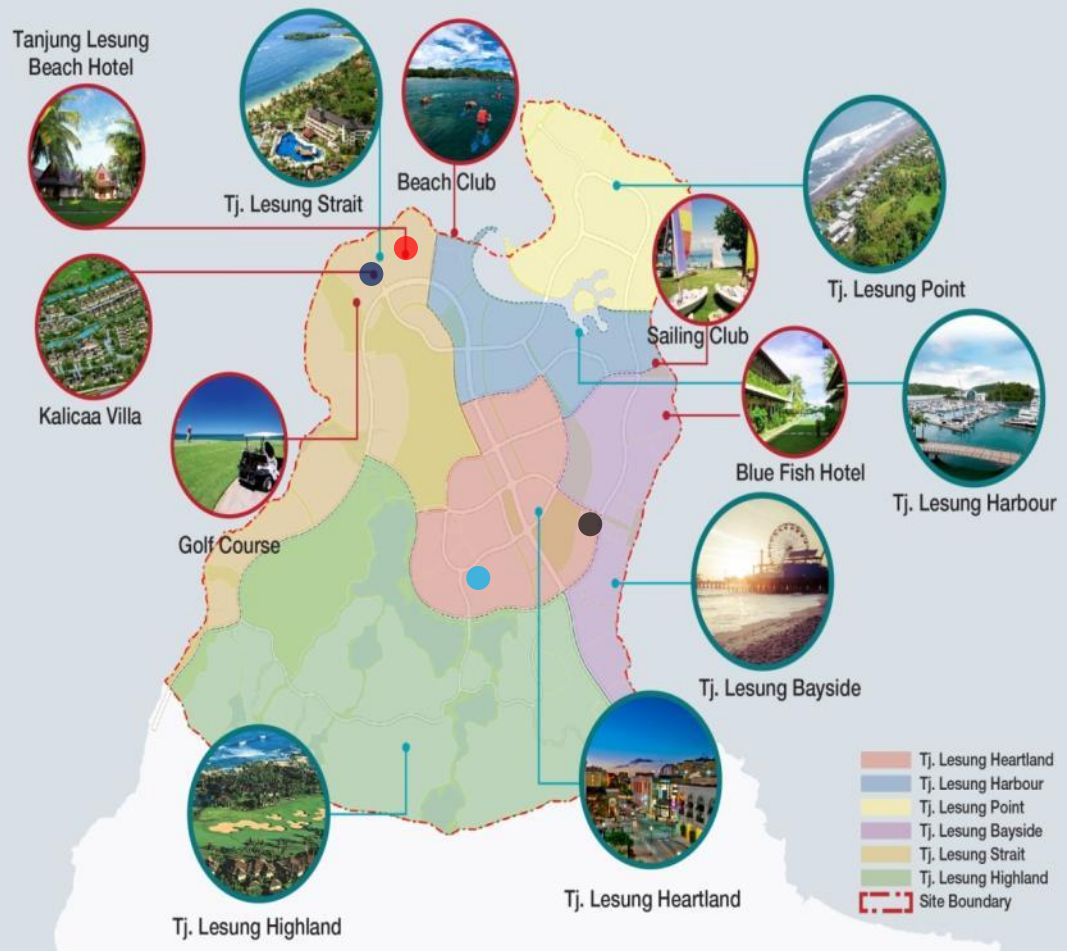 Tanjung Lesung
Beach Hotel
Tj. Lesung Strait
Beach Club
Tj. Lesung Point
Kalicaa Villa
Sailing Club
Golf Course
Blue Fish Hotel
Tj. Lesung Harbour
Tj. Lesung Bayside
Tj. Lesung Highland
Tj. Lesung Heartland
Tj. Lesung Heartland
Tj. Lesung Harbour
Tj. Lesung Point
Tj. Lesung Bayside
Tj. Lesung Strait
Tj. Lesung Highland
Site Boundary